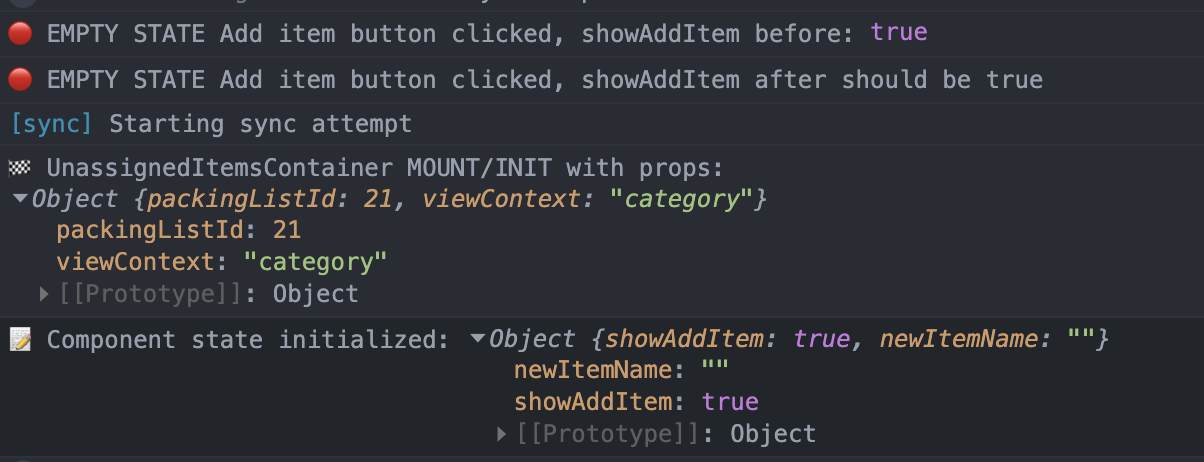 🔴 EMPTY STATE Add item button clicked, showAddItem before: true
🔴 EMPTY STATE Add item button clicked, showAddItem after should be true
[sync] Starting sync attempt
🏁 UnassignedItemsContainer MOUNT/INIT with props:
▼Object {packingListId: 21, viewContext: "category"}
packingListId: 21
viewContext: "category"
▶[[Prototype]]: Object
📝 Component state initialized: ▼Object {showAddItem: true, newItemName: ""}
newItemName: ""
showAddItem: true
▶[[Prototype]]: Object